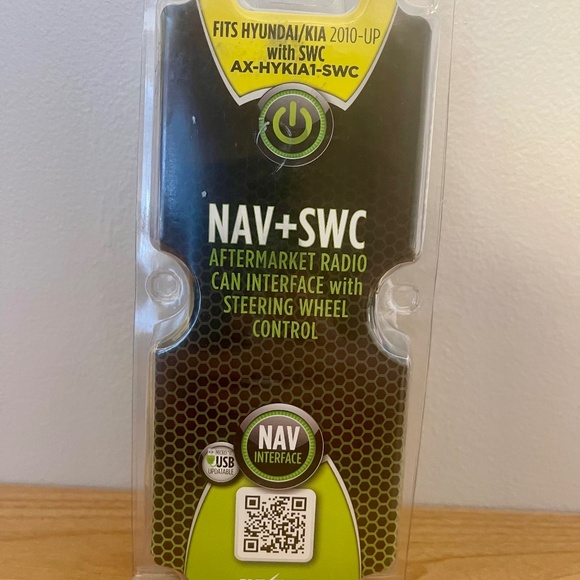 FITS HYUNDAI/KIA 2010-UP
with SWC
AX-HYKIA1-SWC
NAV+SWC
AFTERMARKET RADIO
CAN INTERFACE with
STEERING WHEEL
CONTROL
NAV
INTERFACE
MICRO
USB
UPDATABLE